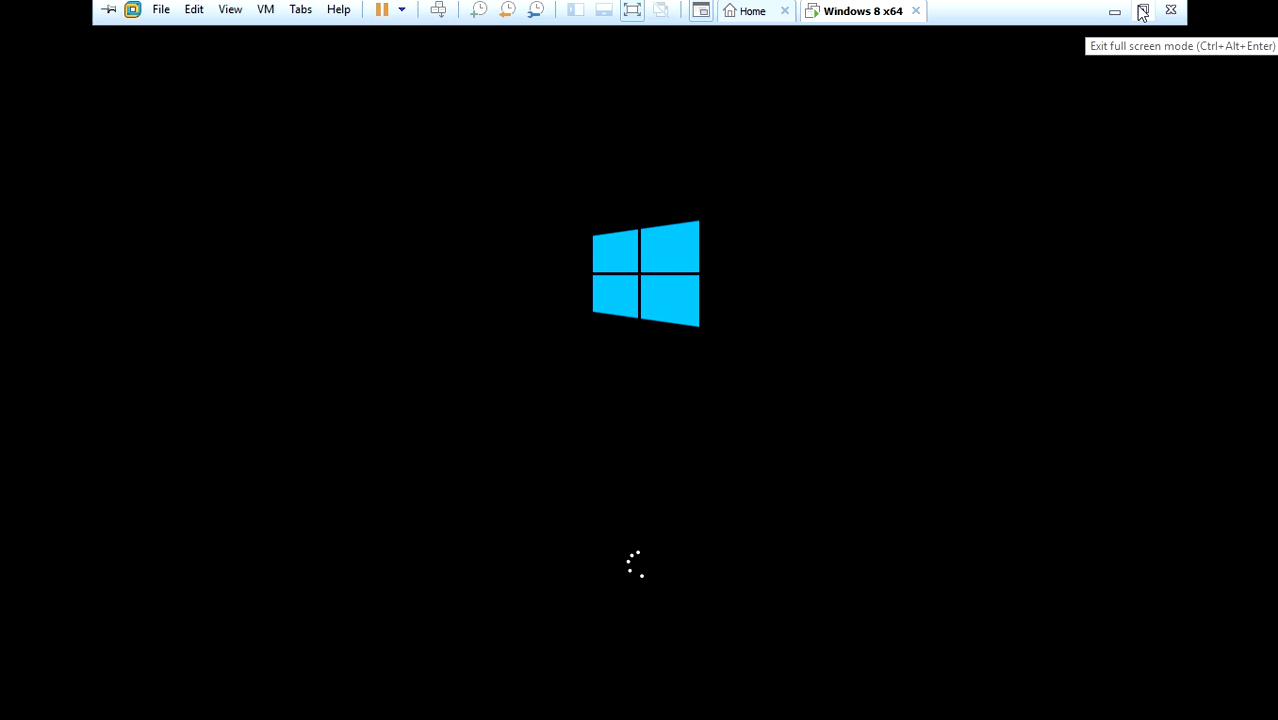 File Edit View VM Tabs Help Home Windows 8 x64
Exit full screen mode (Ctrl+Alt+Enter)